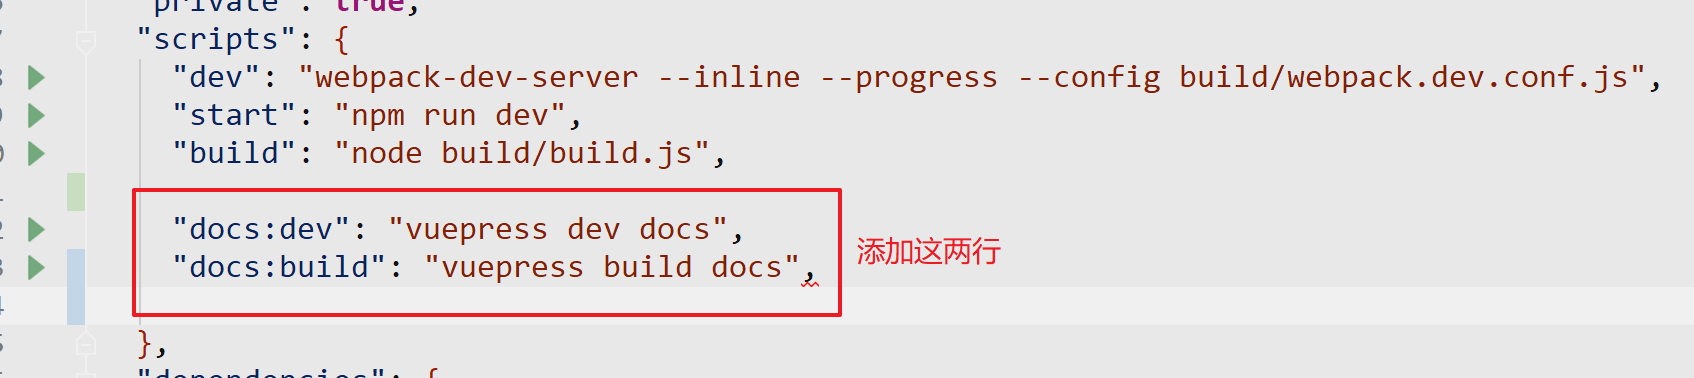 "private": true,
"scripts": {
"dev": "webpack-dev-server --inline --progress --config build/webpack.dev.conf.js",
"start": "npm run dev",
"build": "node build/build.js",
"docs:dev": "vuepress dev docs",
"docs:build": "vuepress build docs",
添加这两行
},
"dependencies": {